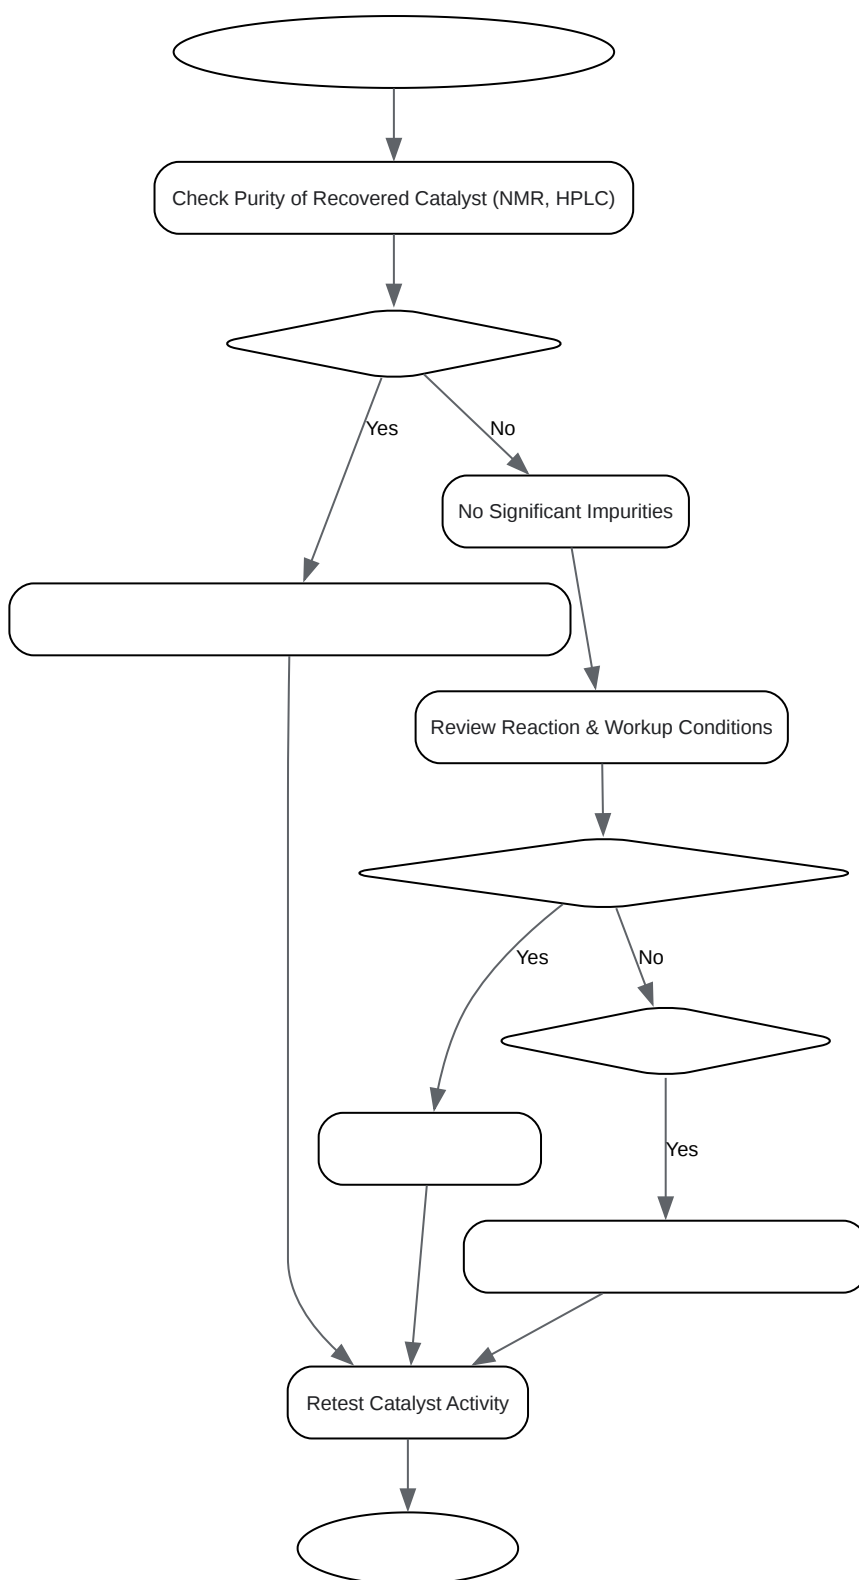 Check Purity of Recovered Catalyst (NMR, HPLC)
Yes
No
No Significant Impurities
Review Reaction & Workup Conditions
Yes
No
Yes
Retest Catalyst Activity